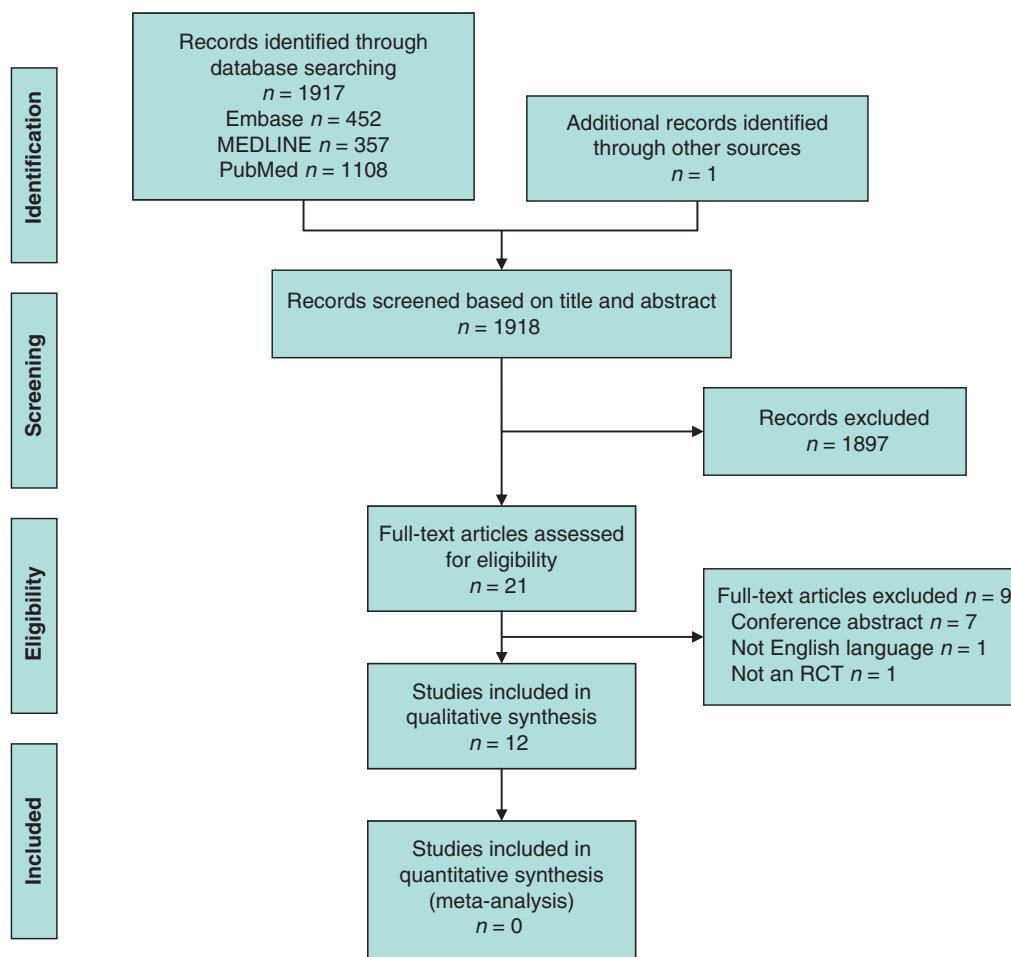 Identification
Records identified through
database searching
n = 1917
Embase n = 452
MEDLINE n = 357
PubMed n = 1108
Additional records identified
through other sources
n = 1
Screening
Records screened based on title and abstract
n = 1918
Records excluded
n = 1897
Eligibility
Full-text articles assessed
for eligibility
n = 21
Full-text articles excluded n = 9
Conference abstract n = 7
Not English language n = 1
Not an RCT n = 1
Studies included in
qualitative synthesis
n = 12
Included
Studies included in
quantitative synthesis
(meta-analysis)
n = 0